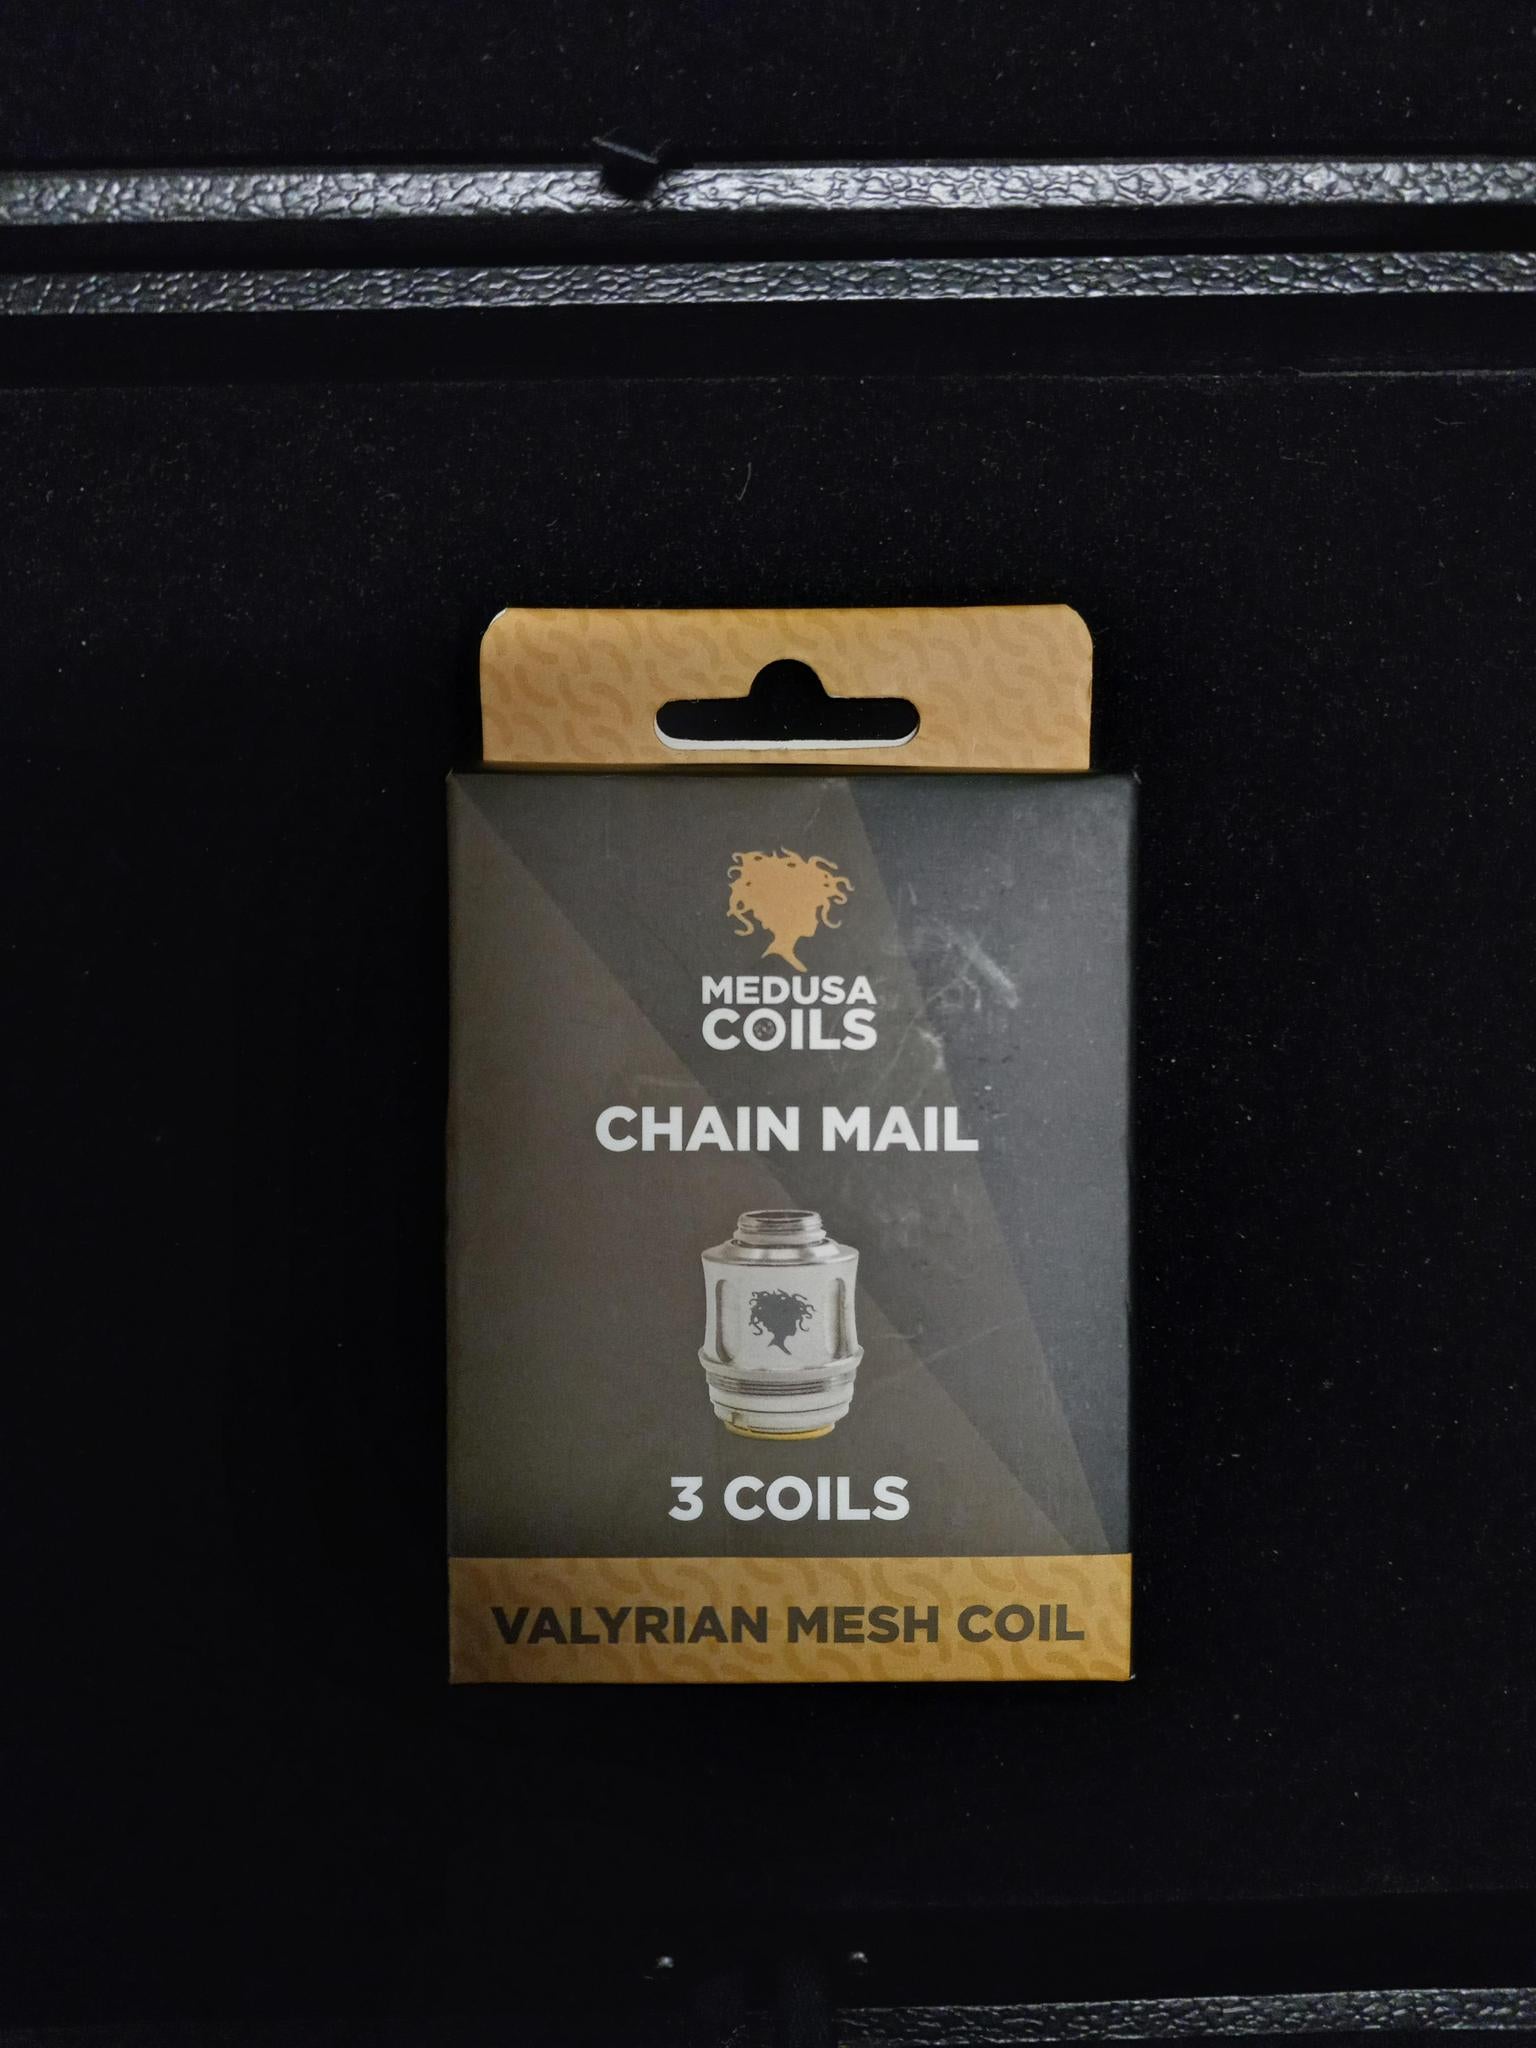 MEDUSA
COILS
CHAIN MAIL
3 COILS
VALYRIAN MESH COIL